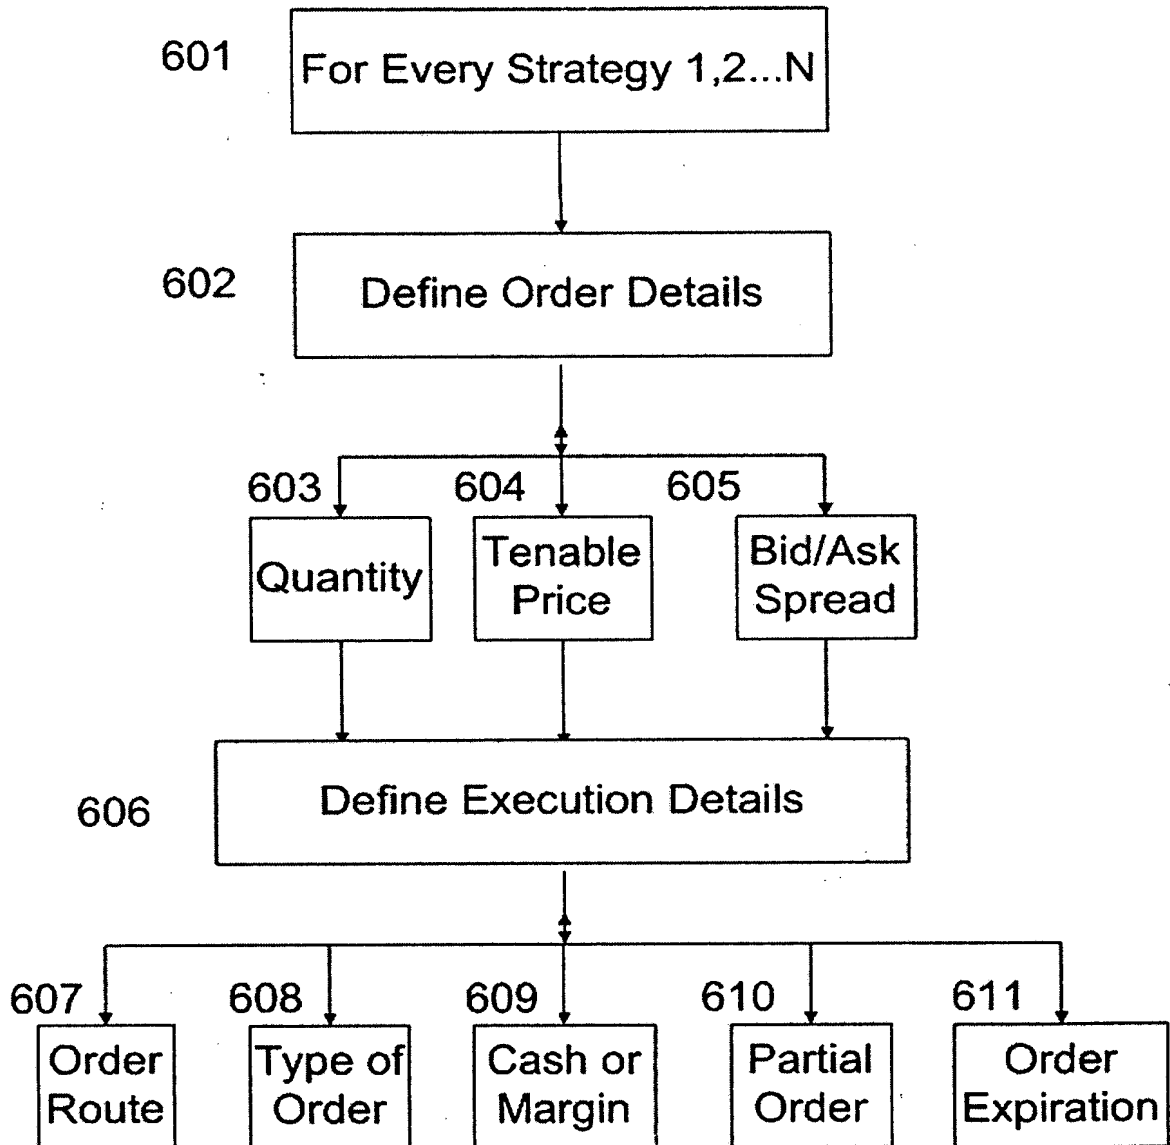 601
For Every Strategy 1,2...N
602
Define Order Details
603
604
605
Quantity
Tenable
Price
Bid/Ask
Spread
606
Define Execution Details
607
608
609
610
611
Order
Route
Type of
Order
Cash or
Margin
Partial
Order
Order
Expiration